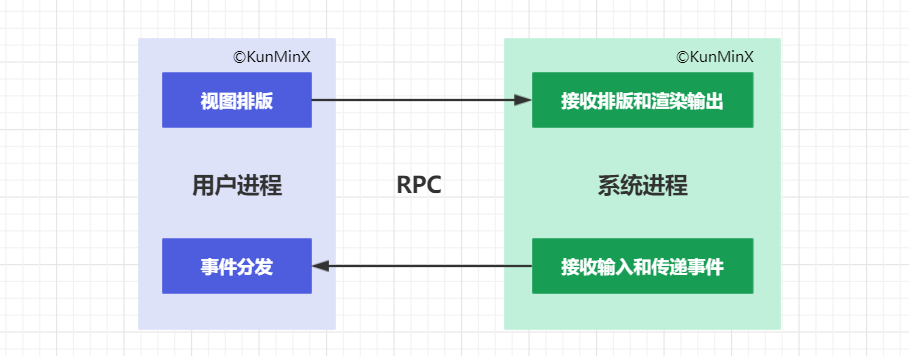 ©KunMinX
©KunMinX
视图排版
接收排版和渲染输出
用户进程
RPC
系统进程
事件分发
接收输入和传递事件